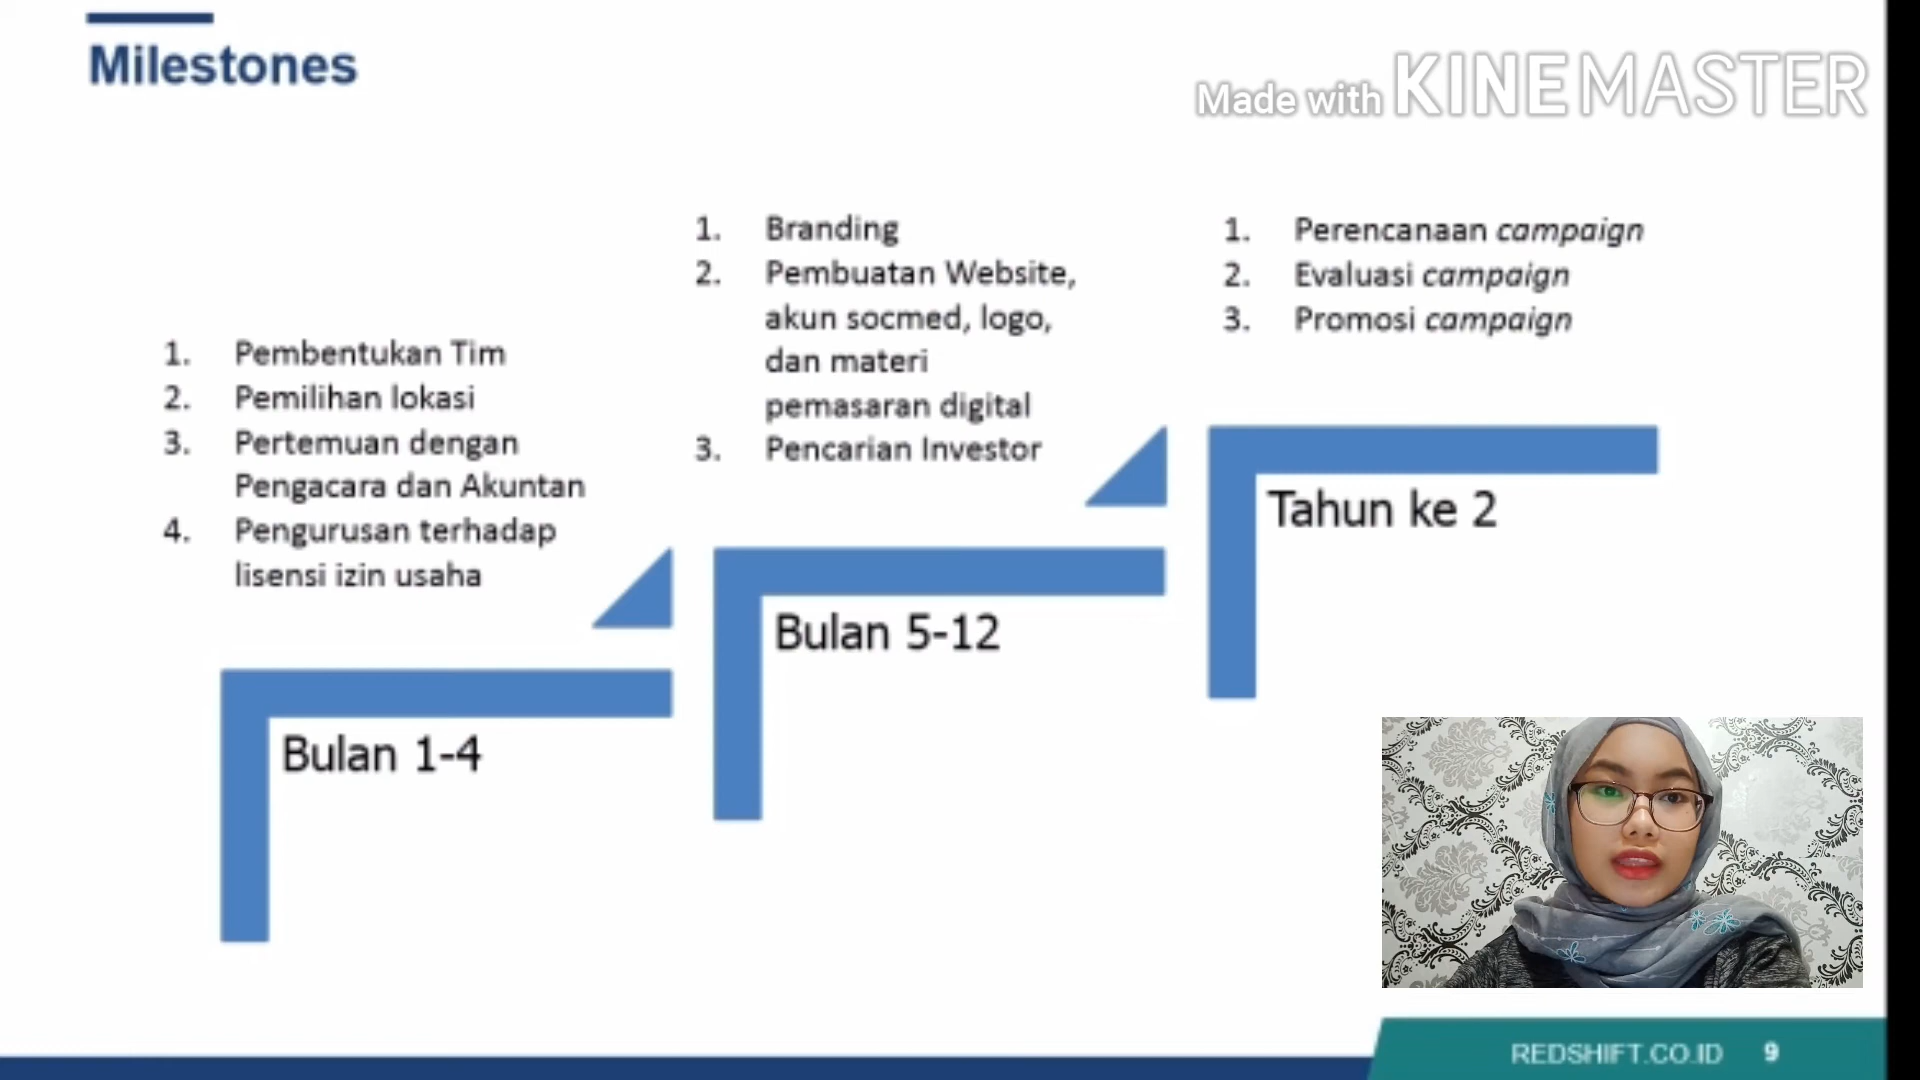 Milestones
Made with KINEMASTER
1. Pembentukan Tim
2. Pemilihan lokasi
3. Pertemuan dengan
Pengacara dan Akuntan
4. Pengurusan terhadap
lisensi izin usaha
Bulan 1-4
1. Branding
2. Pembuatan Website,
akun socmed, logo,
dan materi
pemasaran digital
3. Pencarian Investor
Bulan 5-12
1. Perencanaan campaign
2. Evaluasi campaign
3. Promosi campaign
Tahun ke 2
REDSHIFT.CO.ID 9